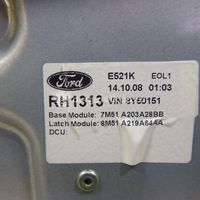 Ford
E521K EOL1
14.10.08 01:03
RH1313 VIN 8Y50151
Base Module: 7M51 A203A28BB
Latch Module: 8M51 A219A64AA
DCU: